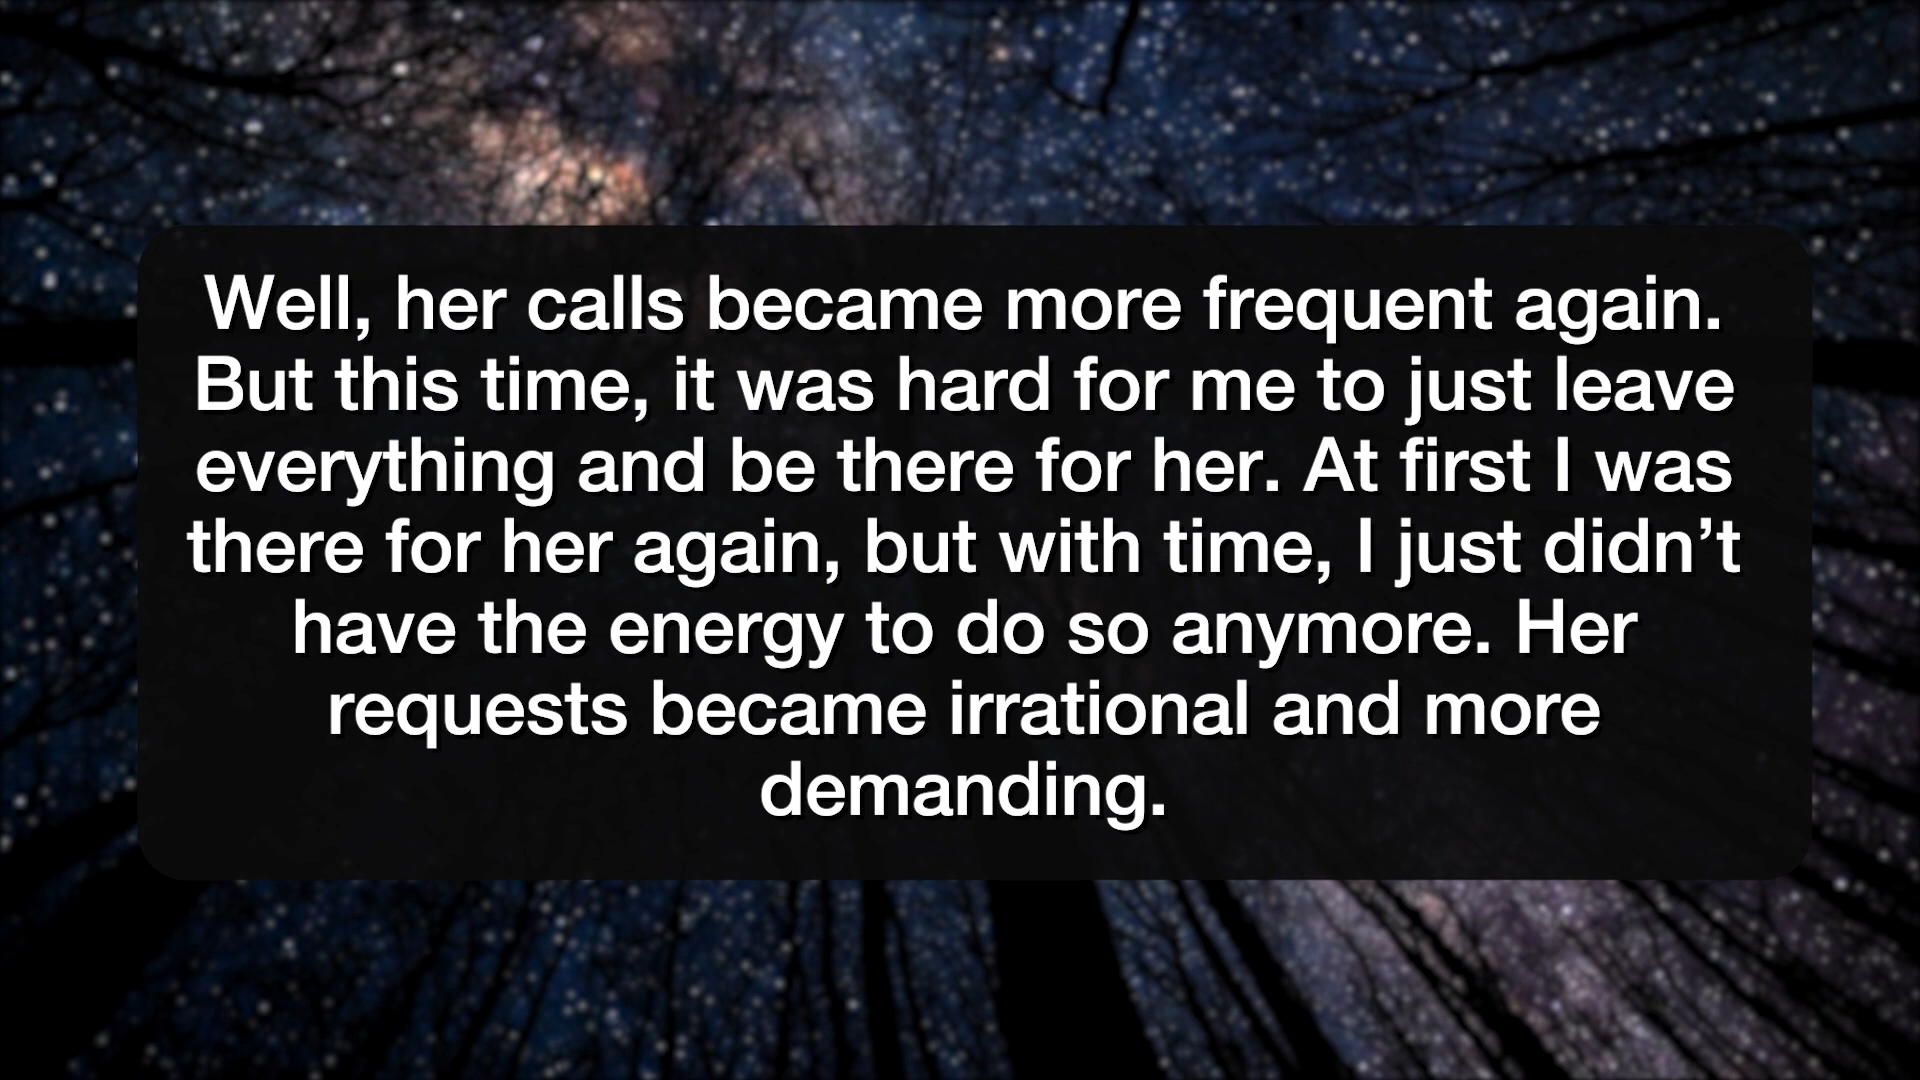 Well, her calls became more frequent again.
But this time, it was hard for me to just leave
everything and be there for her. At first I was
there for her again, but with time, I just didn’t
have the energy to do so anymore. Her
requests became irrational and more
demanding.